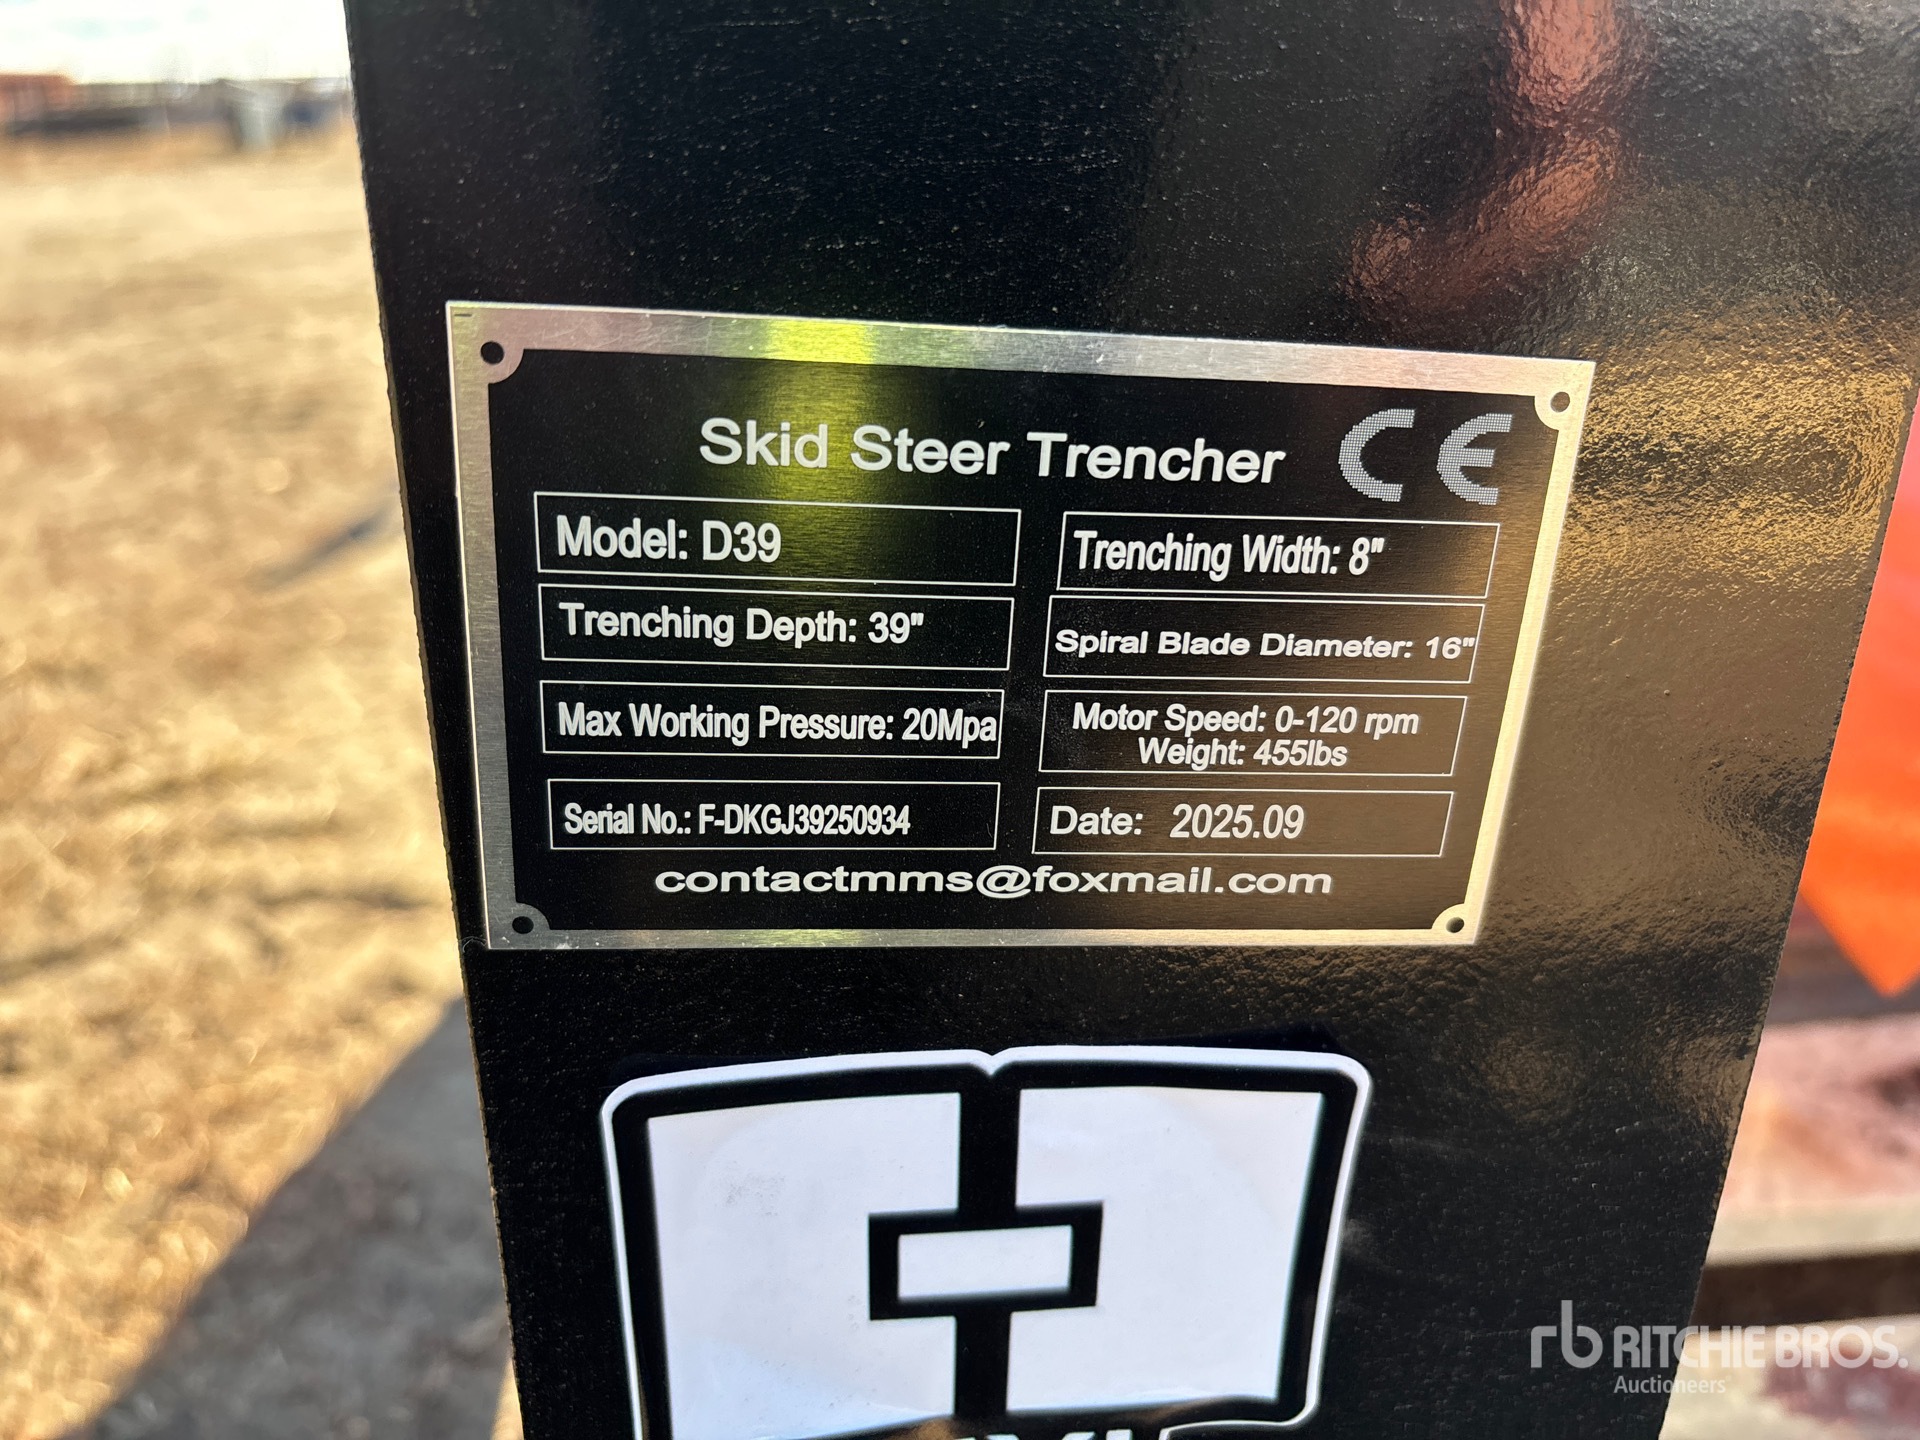 Skid Steer Trencher CE
Model: D39
Trenching Width: 8"
Trenching Depth: 39"
Spiral Blade Diameter: 16"
Max Working Pressure: 20Mpa
Motor Speed: 0-120 rpm
Weight: 455lbs
Serial No.: F-DKGJ39250934
Date: 2025.09
contactmms@foxmail.com
rb RITCHIE BROS.
Auctioneers